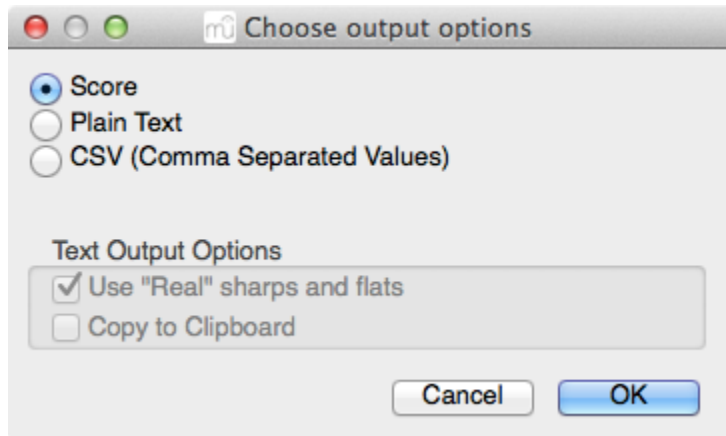 Choose output options
Score
Plain Text
CSV (Comma Separated Values)
Text Output Options
Use "Real" sharps and flats
Copy to Clipboard
Cancel OK